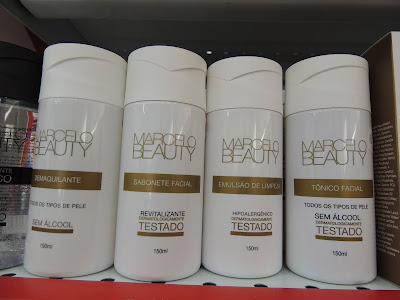 MARCELO
BEAUTY
DEMAQUILANTE
TODOS OS TIPOS DE PELE
SEM ÁLCOOL
150ml
MARCELO
BEAUTY
SABONETE FACIAL
REVITALIZANTE
DERMATOLOGICAMENTE
TESTADO
150ml
MARCELO
BEAUTY
EMULSÃO DE LIMPEZA
HIPOALERGÊNICO
DERMATOLOGICAMENTE
TESTADO
150ml
MARCELO
BEAUTY
TÔNICO FACIAL
TODOS OS TIPOS DE PELE
SEM ÁLCOOL
DERMATOLOGICAMENTE
TESTADO
150ml